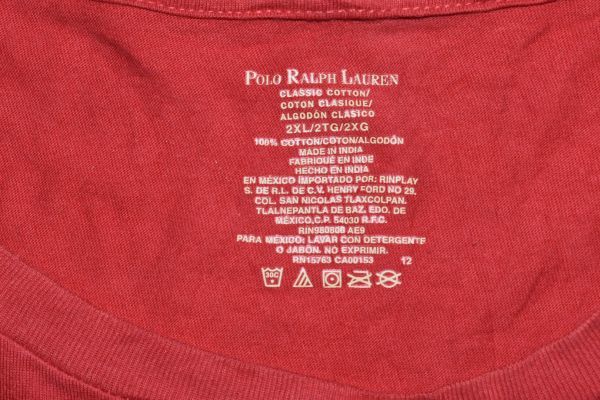 POLO RALPH LAUREN
CLASSIC COTTON/
COTON CLASIQUE/
ALGODÓN CLASICO
2XL/2TG/2XG
100% COTTON/COTON/ALGODÓN
MADE IN INDIA
FABRIQUÉ EN INDE
HECHO EN INDIA
EN MÉXICO IMPORTADO POR: RINPLAY
S. DE R.L. DE C.V. HENRY FORD NO 29,
COL. SAN NICOLAS TLAXCOLPAN.
TLALNEPANTLA DE BAZ. EDO. DE
MÉXICO, C.P. 54030 R.F.C.
RIN980808 AE9
PARA MÉXICO: LAVAR CON DETERGENTE
O JABÓN. NO EXPRIMIR.
RN15763 CA00153 12
30C